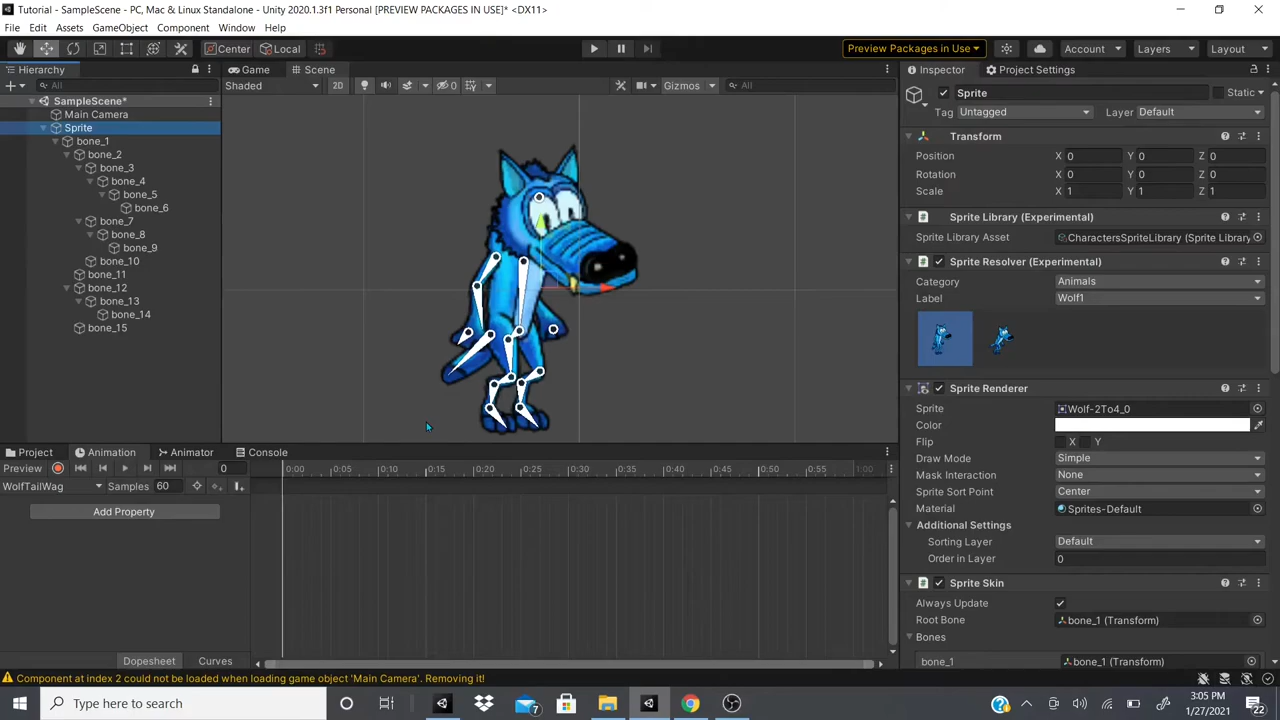 Tutorial - SampleScene - PC, Mac & Linux Standalone - Unity 2020.1.3f1 Personal [PREVIEW PACKAGES IN USE]* <DX11>
File Edit Assets GameObject Component Window Help
Center Local Preview Packages in Use Account Layers Layout
Hierarchy Game Scene Inspector Project Settings
All Shaded 2D 0 Gizmos All Sprite Static
SampleScene*
Main Camera Tag Untagged Layer Default
Sprite Transform
bone_1 Position X 0 Y 0 Z 0
bone_2
bone_3 Rotation X 0 Y 0 Z 0
bone_4 Scale X 1 Y 1 Z 1
bone_5
bone_6 Sprite Library (Experimental)
bone_7 Sprite Library Asset CharactersSpriteLibrary (Sprite Library
bone_8
bone_9
bone_10 Sprite Resolver (Experimental)
bone_11 Category Animals
bone_12 Label Wolf1
bone_13
bone_14
bone_15
Sprite Renderer
Sprite Wolf-2To4_0
Color
Flip X Y
Project Animation Animator Console Draw Mode Simple
Preview 0 0:00 0:05 0:10 0:15 0:20 0:25 0:30 0:35 0:40 0:45 0:50 0:55 1:00 Mask Interaction None
WolfTailWag Samples 60 Sprite Sort Point Center
Add Property Material Sprites-Default
Additional Settings
Sorting Layer Default
Order in Layer 0
Sprite Skin
Always Update
Root Bone bone_1 (Transform)
Bones
Dopesheet Curves bone_1 bone_1 (Transform)
Component at index 2 could not be loaded when loading game object 'Main Camera'. Removing it!
Type here to search 7 3:05 PM
1/27/2021 22